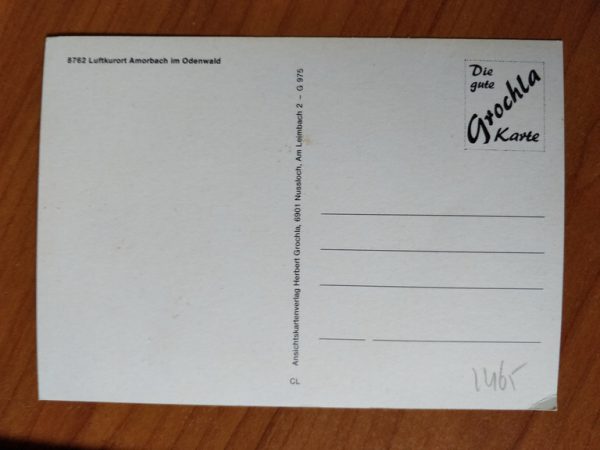 8762 Luftkurort Amorbach im Odenwald
Ansichtskartenverlag Herbert Grochla, 6901 Nussloch, Am Leimbach 2 - G 975
CL
Die
gute
Grochla
Karte
1465